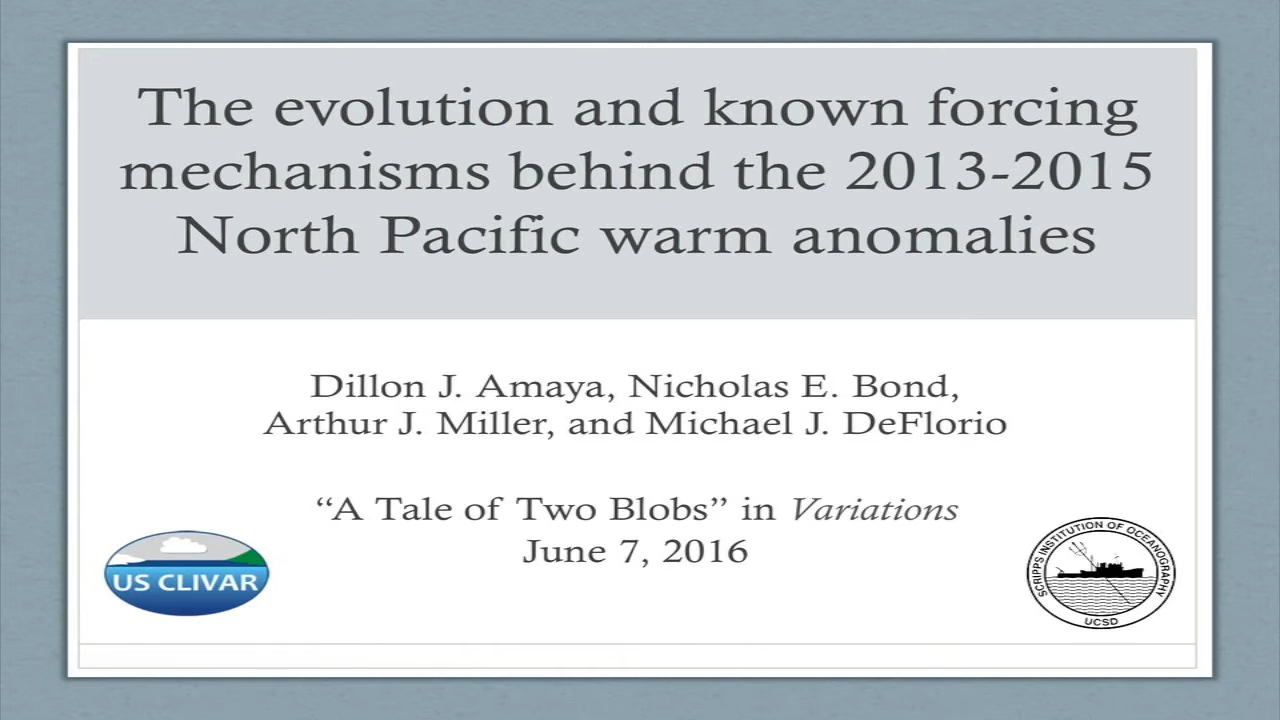 The evolution and known forcing
mechanisms behind the 2013-2015
North Pacific warm anomalies
Dillon J. Amaya, Nicholas E. Bond,
Arthur J. Miller, and Michael J. DeFlorio
“A Tale of Two Blobs” in Variations
June 7, 2016
US CLIVAR
SCRIPPS INSTITUTION OF OCEANOGRAPHY
UCSD